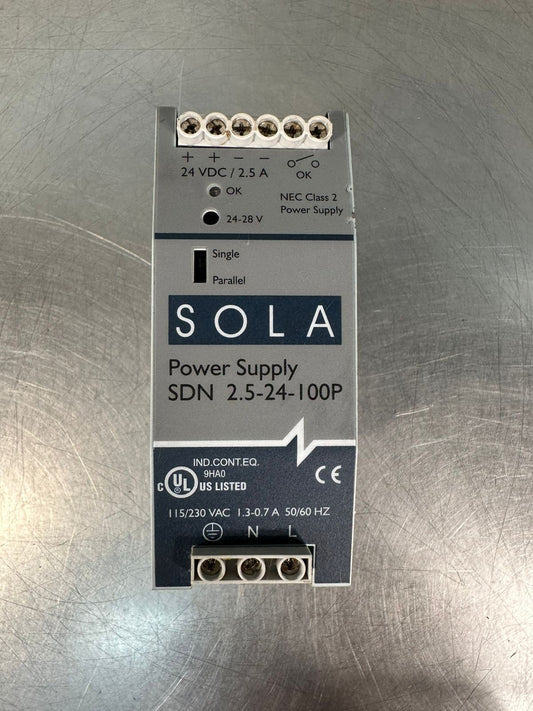 + + − −
24 VDC / 2.5 A
OK
OK
NEC Class 2
Power Supply
24-28 V
Single
Parallel
SOLA
Power Supply
SDN 2.5-24-100P
IND.CONT.EQ.
9HA0
C UL US LISTED
CE
115/230 VAC 1.3-0.7 A 50/60 HZ
N L